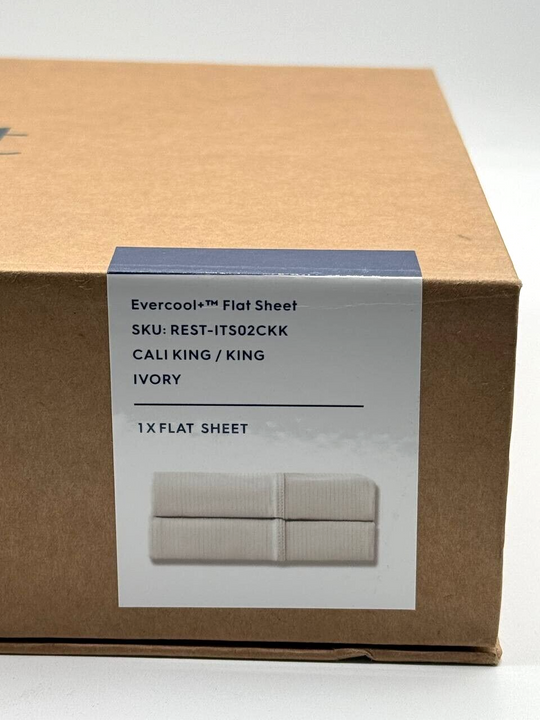 Evercool+™ Flat Sheet
SKU: REST-ITS02CKK
CALI KING / KING
IVORY
1 X FLAT SHEET